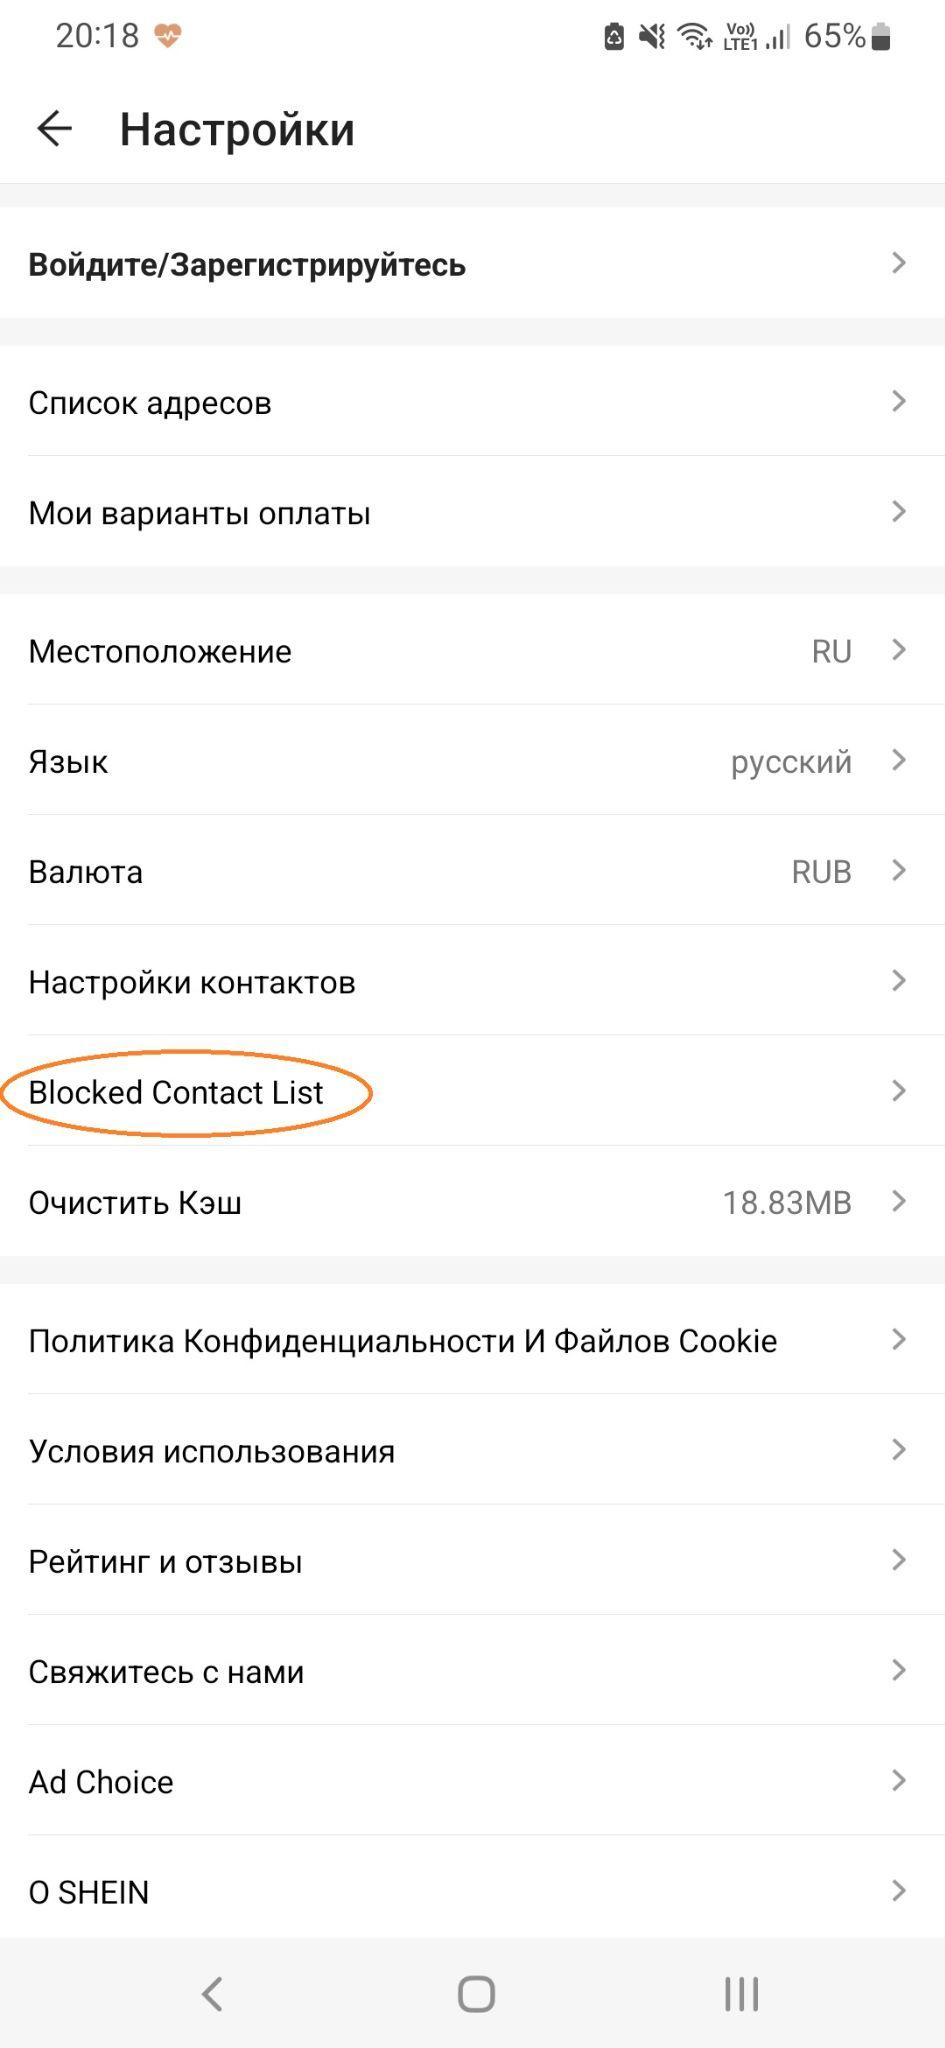 20:18
Vo)) LTE1 65%
Настройки
Войдите/Зарегистрируйтесь
Список адресов
Мои варианты оплаты
Местоположение RU
Язык русский
Валюта RUB
Настройки контактов
Blocked Contact List
Очистить Кэш 18.83MB
Политика Конфиденциальности И Файлов Cookie
Условия использования
Рейтинг и отзывы
Свяжитесь с нами
Ad Choice
О SHEIN